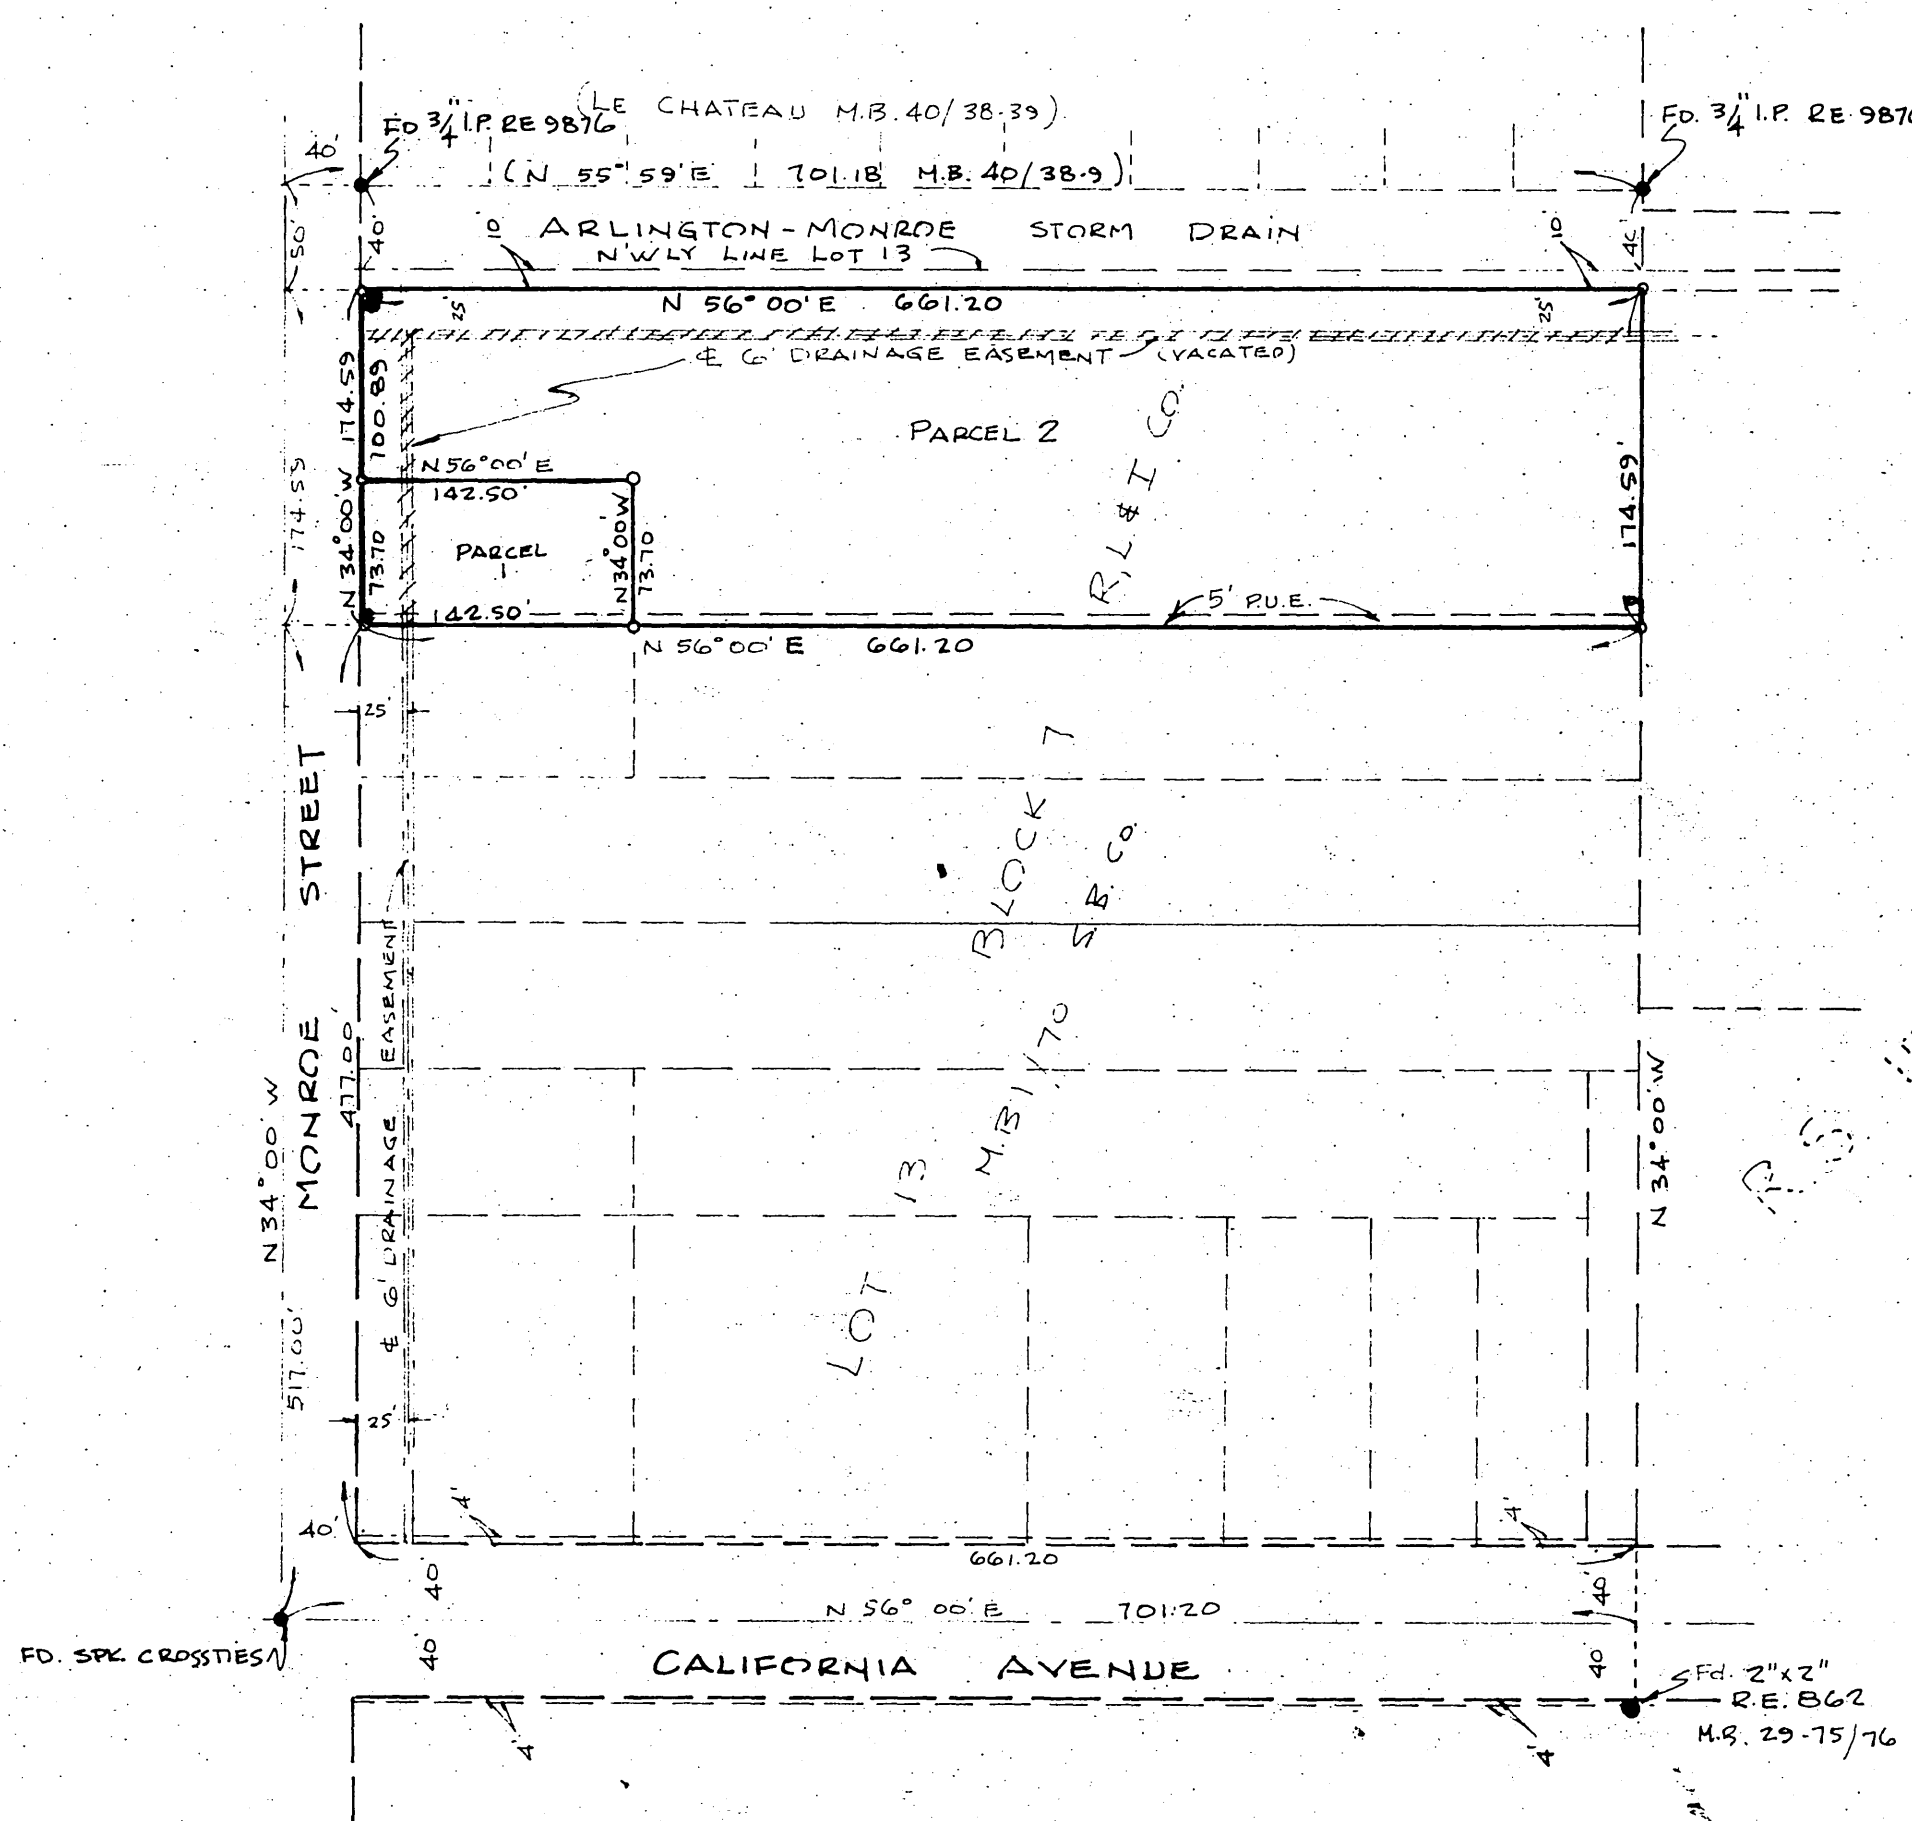 (LE CHATEAU M.B. 40/38-39)
FD 3/4" I.P. RE 9876
FD. 3/4" I.P. RE 987
40'
(N 55°59'E 701.18 M.B. 40/38-9)
50'
40'
10'
ARLINGTON-MONROE STORM DRAIN
10'
40'
N'WLY LINE LOT 13
25'
N 56°00'E 661.20
25'
℄ 6' DRAINAGE EASEMENT (VACATED)
174.59
100.89
PARCEL 2
R, L & I CO.
N 56°00'E
142.50'
174.59
N 34°00'W
73.70
PARCEL
1
N 34°00'W
73.70
174.59'
142.50'
5' P.U.E.
N 56°00'E 661.20
25'
MONROE STREET
BLOCK 7
S. B. CO.
℄ 6' DRAINAGE EASEMENT
477.00'
N 34°00'W
M.B 1/70
LOT 13
N 34°00'W
517.00'
25'
40'
4'
4'
661.20
40'
40'
N 56°00'E 701.20
FD. SPK. CROSSTIES
40'
CALIFORNIA AVENUE
40'
Fd. 2"x2"
R.E. 862
M.B. 29-75/76
4'
4'